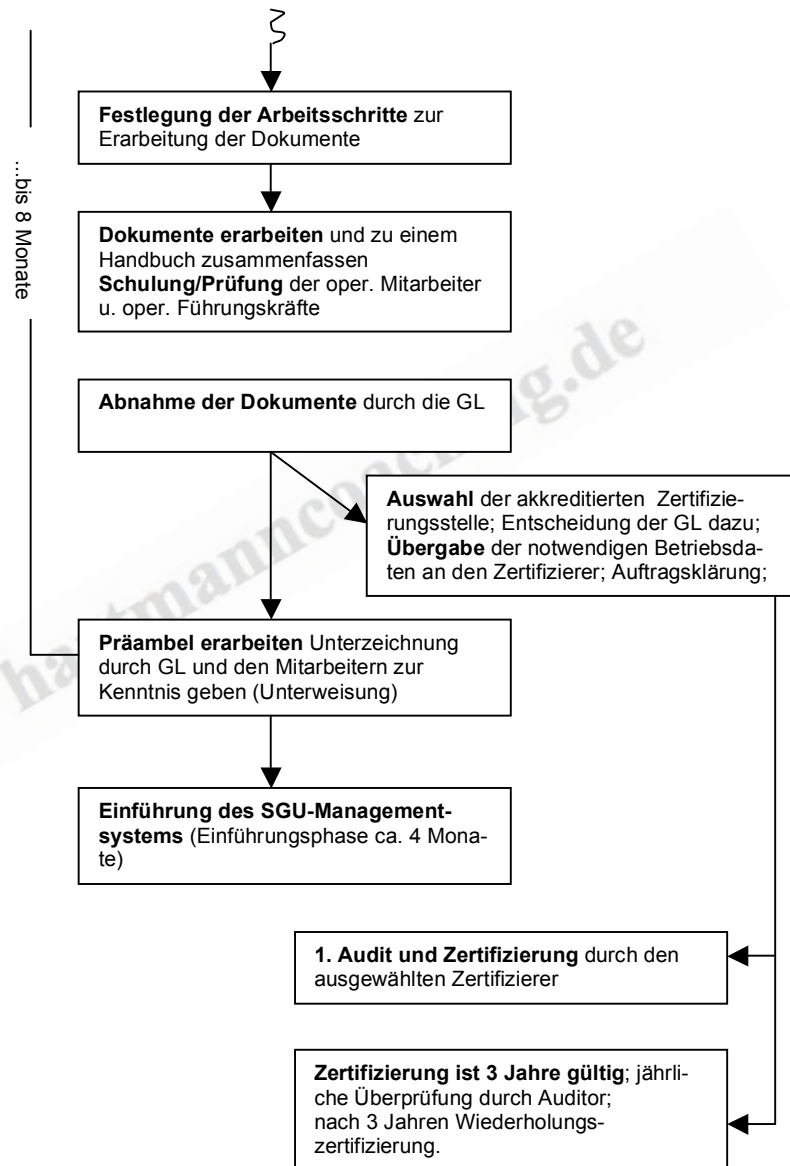 Festlegung der Arbeitsschritte zur
Erarbeitung der Dokumente
...bis 8 Monate
Dokumente erarbeiten und zu einem
Handbuch zusammenfassen
Schulung/Prüfung der oper. Mitarbeiter
u. oper. Führungskräfte
Abnahme der Dokumente durch die GL
Auswahl der akkreditierten Zertifizie-
rungsstelle; Entscheidung der GL dazu;
Übergabe der notwendigen Betriebsda-
ten an den Zertifizierer; Auftragsklärung;
Präambel erarbeiten Unterzeichnung
durch GL und den Mitarbeitern zur
Kenntnis geben (Unterweisung)
Einführung des SGU-Management-
systems (Einführungsphase ca. 4 Mona-
te)
1. Audit und Zertifizierung durch den
ausgewählten Zertifizierer
Zertifizierung ist 3 Jahre gültig; jährli-
che Überprüfung durch Auditor;
nach 3 Jahren Wiederholungs-
zertifizierung.